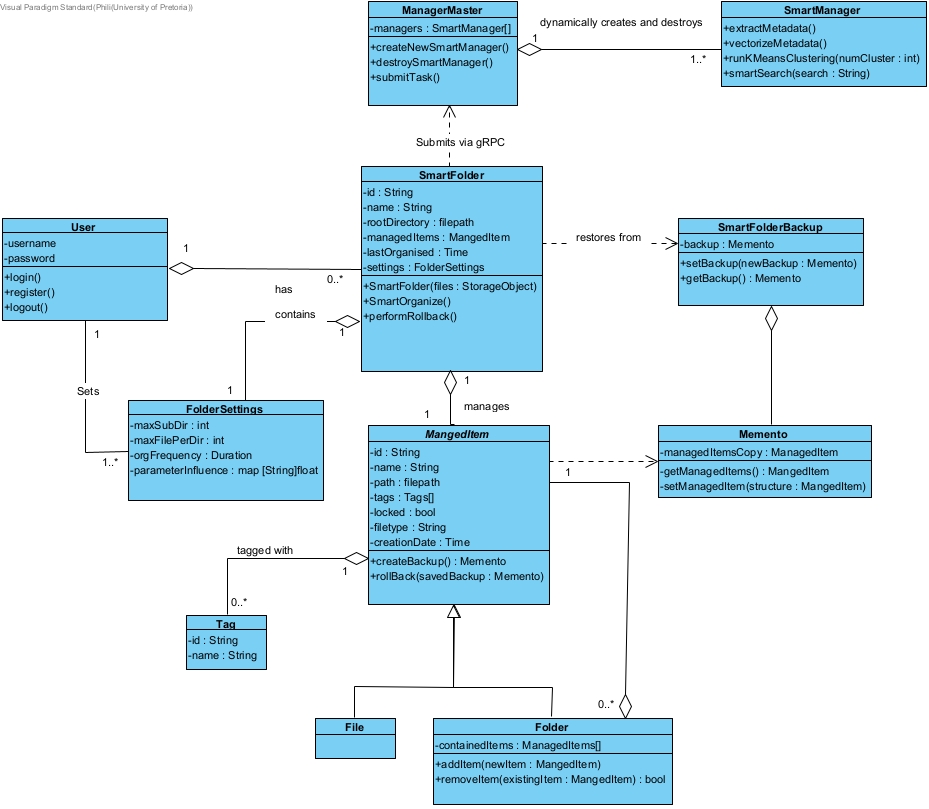 Visual Paradigm Standard(Phili(University of Pretoria))
ManagerMaster
-managers : SmartManager[]
+createNewSmartManager()
+destroySmartManager()
+submitTask()
dynamically creates and destroys
1
1..*
SmartManager
+extractMetadata()
+vectorizeMetadata()
+runKMeansClustering(numCluster : int)
+smartSearch(search : String)
Submits via gRPC
SmartFolder
-id : String
-name : String
-rootDirectory : filepath
-managedItems : MangedItem
-lastOrganised : Time
-settings : FolderSettings
+SmartFolder(files : StorageObject)
+SmartOrganize()
+performRollback()
User
-username
-password
+login()
+register()
+logout()
1
0..*
has
restores from
SmartFolderBackup
-backup : Memento
+setBackup(newBackup : Memento)
+getBackup() : Memento
contains
1
1
1
Sets
1..*
FolderSettings
-maxSubDir : int
-maxFilePerDir : int
-orgFrequency : Duration
-parameterInfluence : map [String]float
1
manages
1
MangedItem
-id : String
-name : String
-path : filepath
-tags : Tags[]
-locked : bool
-filetype : String
-creationDate : Time
+createBackup() : Memento
+rollBack(savedBackup : Memento)
Memento
-managedItemsCopy : ManagedItem
-getManagedItems() : MangedItem
-setManagedItem(structure : MangedItem)
1
tagged with
1
0..*
Tag
-id : String
-name : String
0..*
File
Folder
-containedItems : ManagedItems[]
+addItem(newItem : MangedItem)
+removeItem(existingItem : MangedItem) : bool